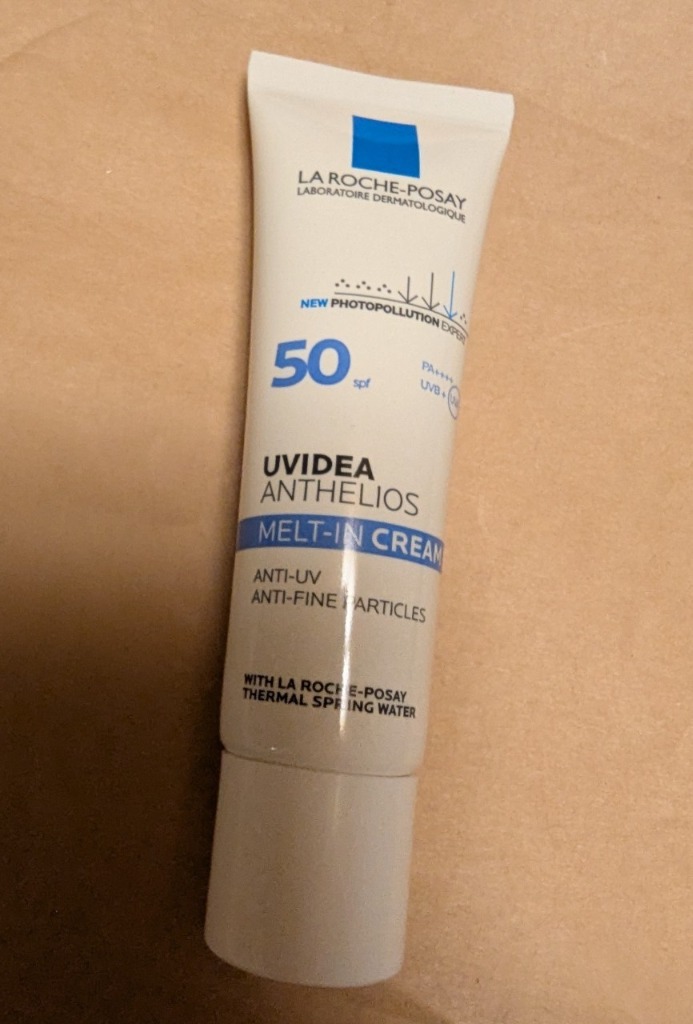 LA ROCHE-POSAY
LABORATOIRE DERMATOLOGIQUE
NEW PHOTOPOLLUTION EXPERT
50 spf
PA++++
UVB +
UVIDEA
ANTHELIOS
MELT-IN CREAM
ANTI-UV
ANTI-FINE PARTICLES
WITH LA ROCHE-POSAY
THERMAL SPRING WATER